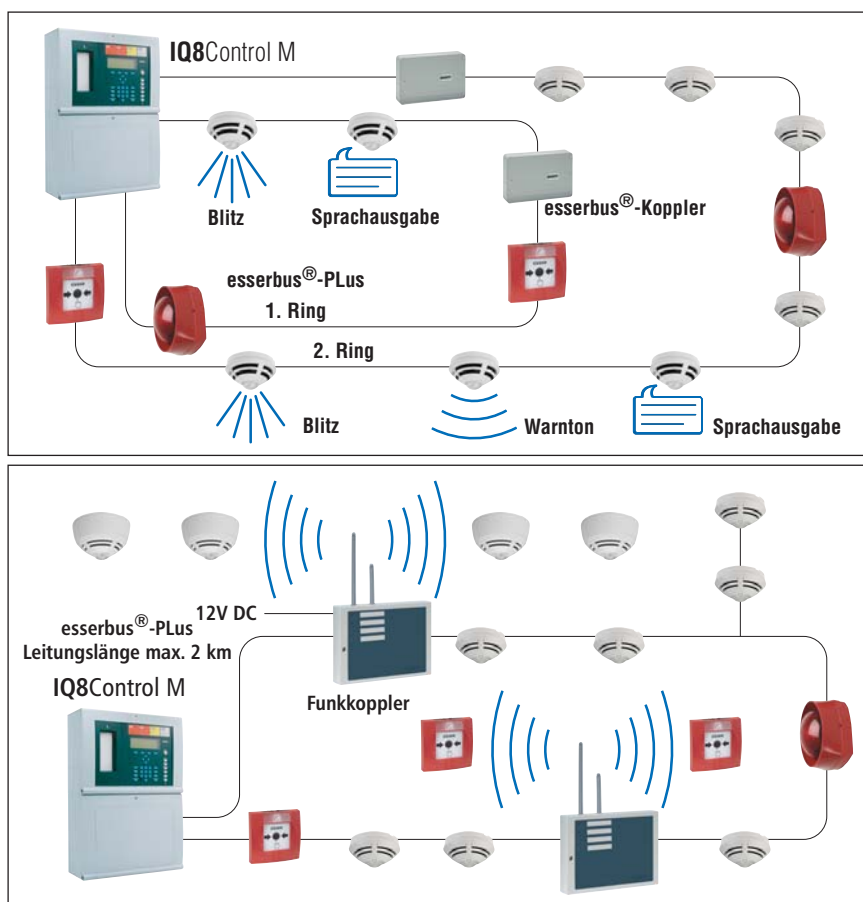 IQ8Control M
Blitz
Sprachausgabe
esserbus®-Koppler
esserbus®-PLus
1. Ring
2. Ring
Blitz
Warnton
Sprachausgabe
12V DC
esserbus®-PLus
Leitungslänge max. 2 km
IQ8Control M
Funkkoppler